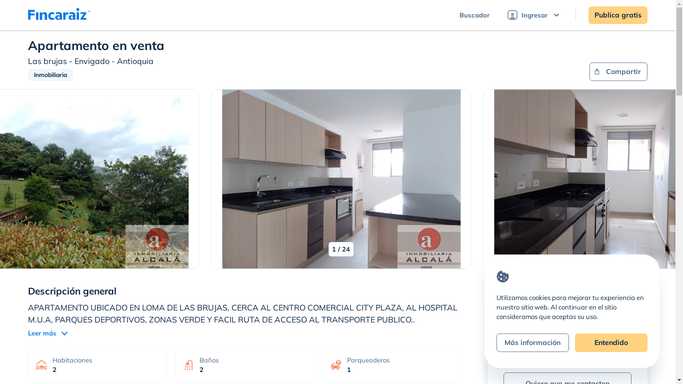 Fincaraiz
Buscador
Ingresar
Publica gratis
Apartamento en venta
Las brujas - Envigado - Antioquia
Inmobiliaria
Compartir
1 / 24
a
INMOBILIARIA
ALCALÁ
a
INMOBILIARIA
ALCALÁ
Descripción general
APARTAMENTO UBICADO EN LOMA DE LAS BRUJAS, CERCA AL CENTRO COMERCIAL CITY PLAZA, AL HOSPITAL
M.U.A, PARQUES DEPORTIVOS, ZONAS VERDE Y FACIL RUTA DE ACCESO AL TRANSPORTE PUBLICO,.
Leer más
Habitaciones
2
Baños
2
Parqueaderos
1
Utilizamos cookies para mejorar tu experiencia en
nuestro sitio web. Al continuar en el sitio
consideramos que aceptas su uso.
Más información
Entendido
Quiero que me contacten